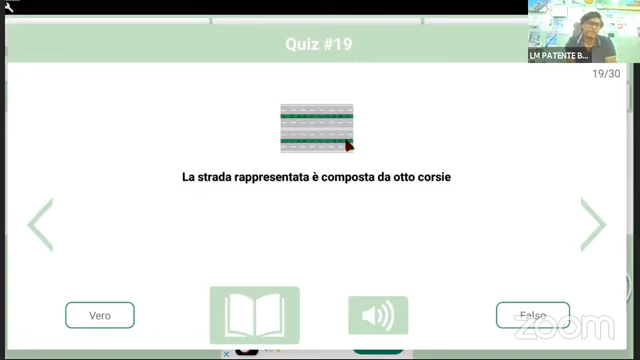 Quiz #19
LM PATENTE B...
19/30
La strada rappresentata è composta da otto corsie
Vero
Falso
zoom